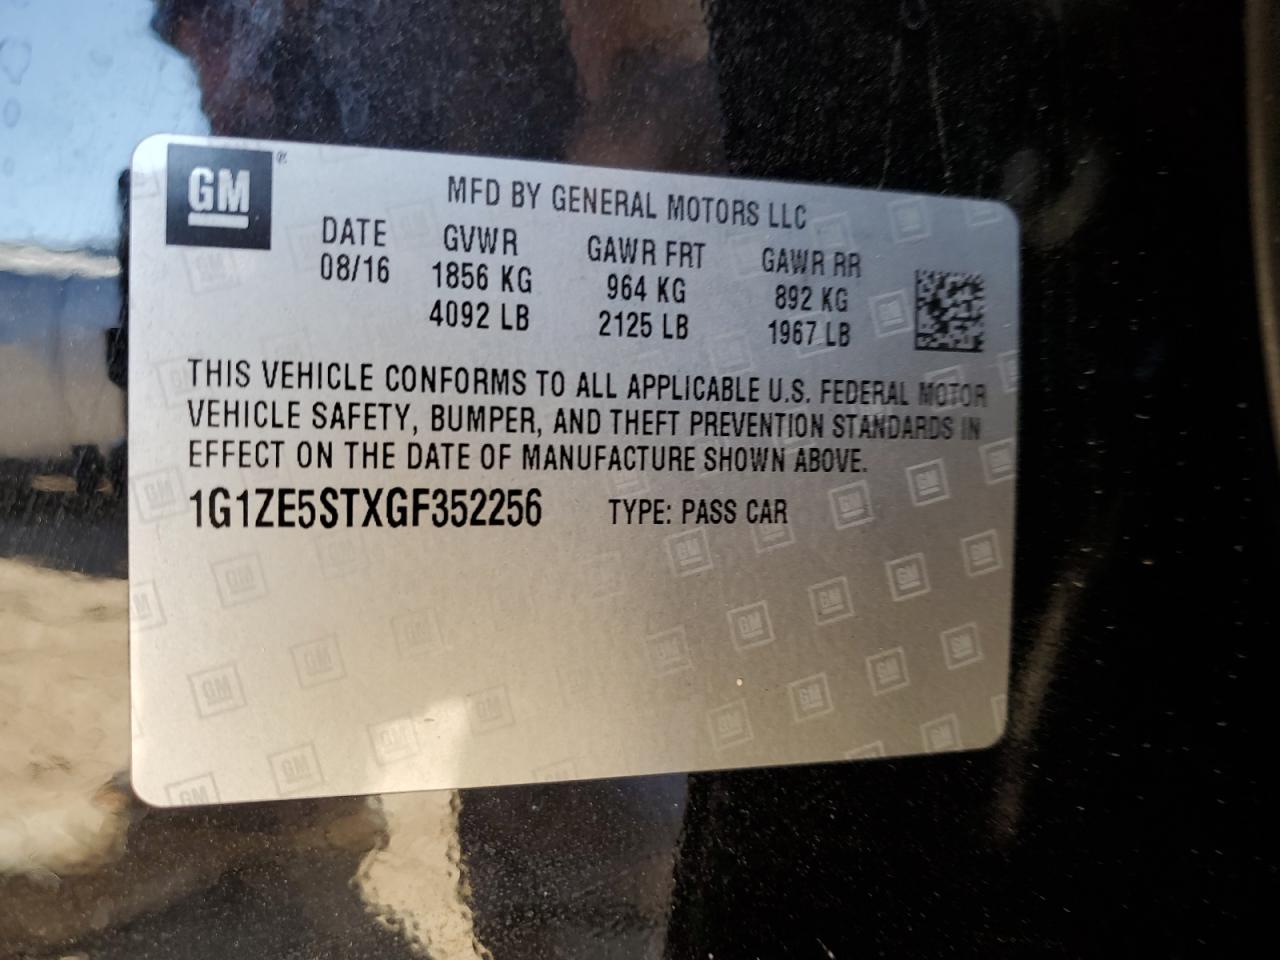 GM ®
MFD BY GENERAL MOTORS LLC
DATE GVWR GAWR FRT GAWR RR
08/16 1856 KG 964 KG 892 KG
4092 LB 2125 LB 1967 LB
THIS VEHICLE CONFORMS TO ALL APPLICABLE U.S. FEDERAL MOTOR
VEHICLE SAFETY, BUMPER, AND THEFT PREVENTION STANDARDS IN
EFFECT ON THE DATE OF MANUFACTURE SHOWN ABOVE.
1G1ZE5STXGF352256 TYPE: PASS CAR